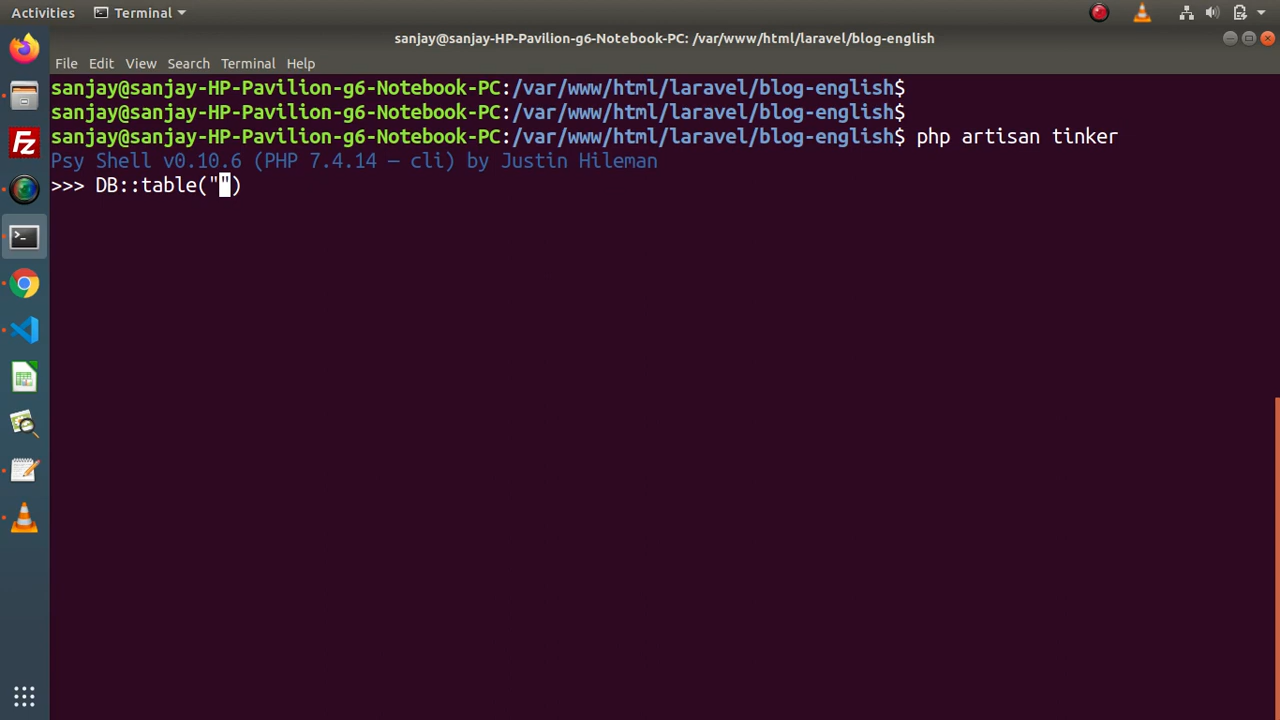 Activities Terminal
sanjay@sanjay-HP-Pavilion-g6-Notebook-PC: /var/www/html/laravel/blog-english
File Edit View Search Terminal Help
sanjay@sanjay-HP-Pavilion-g6-Notebook-PC:/var/www/html/laravel/blog-english$
sanjay@sanjay-HP-Pavilion-g6-Notebook-PC:/var/www/html/laravel/blog-english$
sanjay@sanjay-HP-Pavilion-g6-Notebook-PC:/var/www/html/laravel/blog-english$ php artisan tinker
Psy Shell v0.10.6 (PHP 7.4.14 — cli) by Justin Hileman
>>> DB::table("")